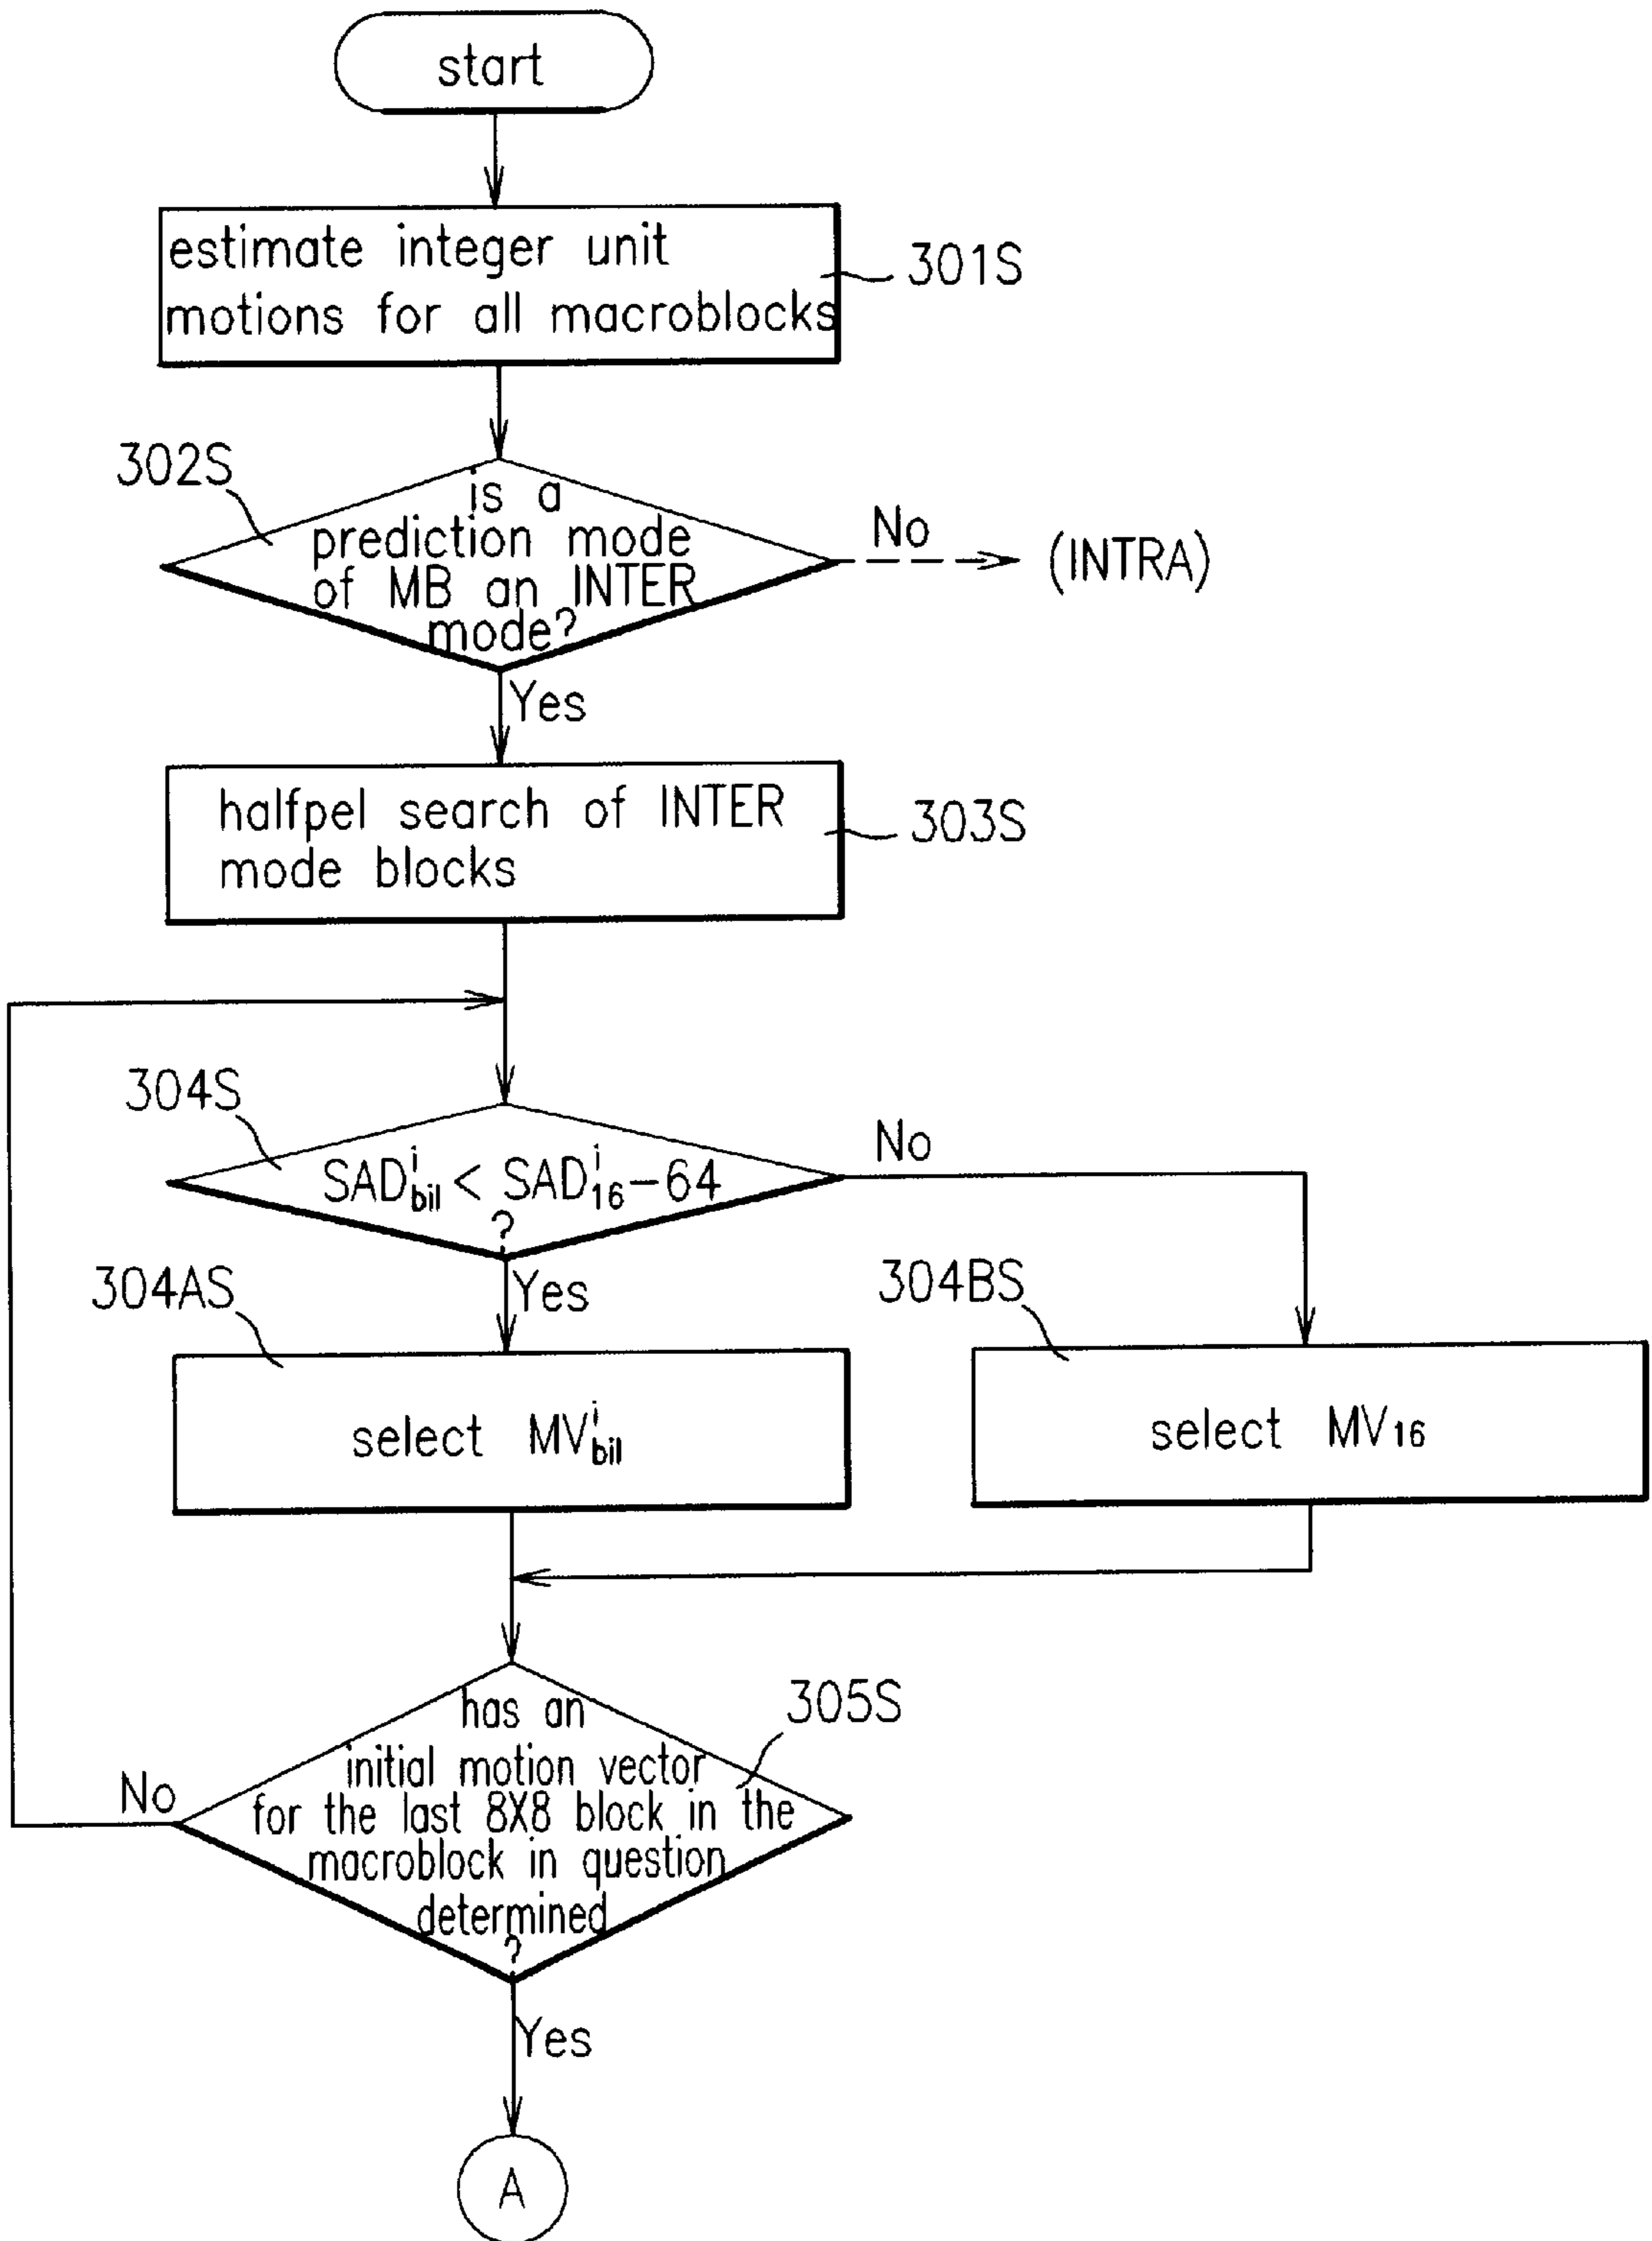 start
estimate integer unit
motions for all macroblocks
301S
302S
is a
prediction mode
of MB an INTER
mode?
No
(INTRA)
Yes
halfpel search of INTER
mode blocks
303S
304S
SAD^i_bil < SAD^i_16-64
?
No
Yes
304AS
304BS
select MV^i_bil
select MV_16
has an
initial motion vector
for the last 8X8 block in the
macroblock in question
determined
?
305S
No
Yes
A